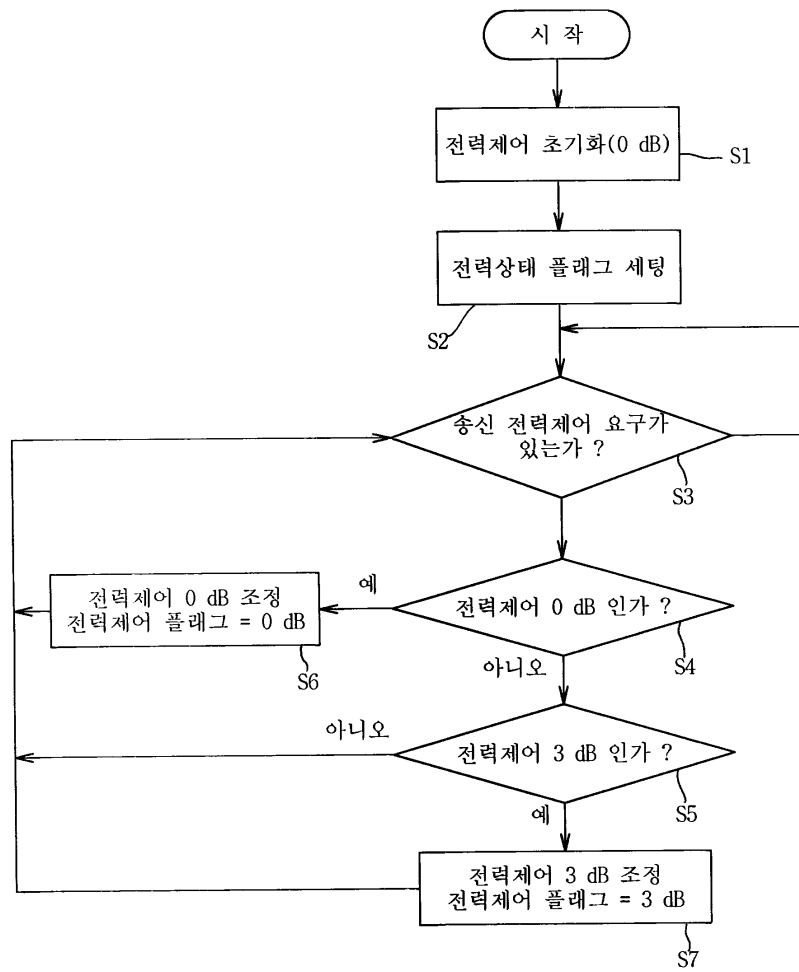 시 작
전력제어 초기화(0 dB)
S1
전력상태 플래그 세팅
S2
송신 전력제어 요구가
있는가 ?
S3
예
전력제어 0 dB 조정
전력제어 플래그 = 0 dB
전력제어 0 dB 인가 ?
S6
아니오
S4
아니오
전력제어 3 dB 인가 ?
예
S5
전력제어 3 dB 조정
전력제어 플래그 = 3 dB
S7